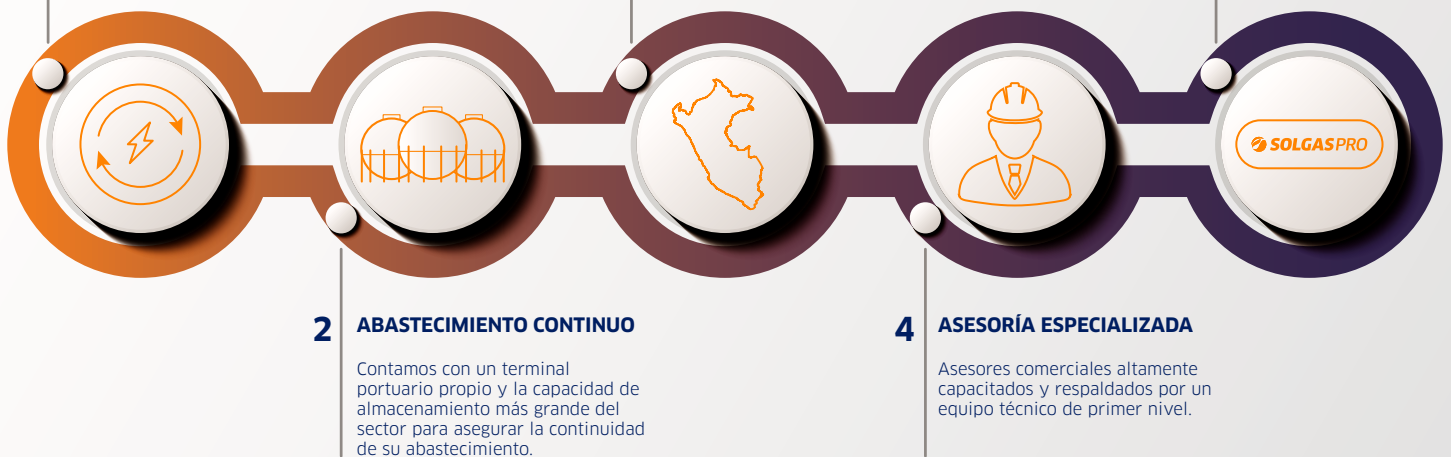 SOLGASPRO
2
ABASTECIMIENTO CONTINUO
Contamos con un terminal
portuario propio y la capacidad de
almacenamiento más grande del
sector para asegurar la continuidad
de su abastecimiento.
4
ASESORÍA ESPECIALIZADA
Asesores comerciales altamente
capacitados y respaldados por un
equipo técnico de primer nivel.